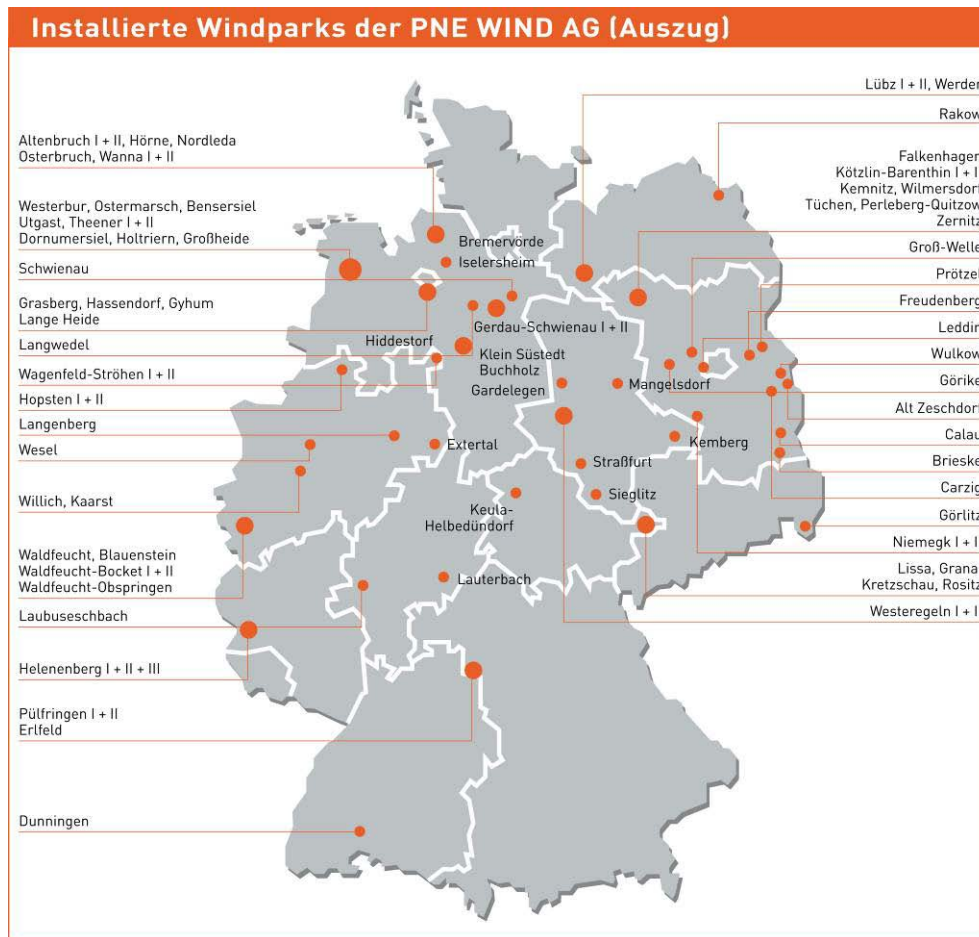 Installierte Windparks der PNE WIND AG (Auszug)
Altenbruch I + II, Hörne, Nordleda
Osterbruch, Wanna I + II
Westerbur, Ostermarsch, Bensersiel
Utgast, Theener I + II
Dornumersiel, Holtriern, Großheide
Schwienau
Grasberg, Hassendorf, Gyhum
Lange Heide
Langwedel
Wagenfeld-Ströhen I + II
Hopsten I + II
Langenberg
Wesel
Willich, Kaarst
Waldfeucht, Blauenstein
Waldfeucht-Bocket I + II
Waldfeucht-Obspringen
Laubuseschbach
Helenenberg I + II + III
Pülfringen I + II
Erlfeld
Dunningen
Bremervörde
Iselersheim
Gerdau-Schwienau I + II
Hiddestorf
Klein Süstedt
Buchholz
Gardelegen
Mangelsdorf
Extertal
Kemberg
Straßfurt
Sieglitz
Keula-
Helbedündorf
Lauterbach
Lübz I + II, Werder
Rakow
Falkenhagen
Kötzlin-Barenthin I + I
Kemnitz, Wilmersdorf
Tüchen, Perleberg-Quitzow
Zernitz
Groß-Welle
Prötzel
Freudenberg
Leddin
Wulkow
Görike
Alt Zeschdorf
Calau
Brieske
Carzig
Görlitz
Niemegk I + I
Lissa, Grana,
Kretzschau, Rositz
Westeregeln I + I